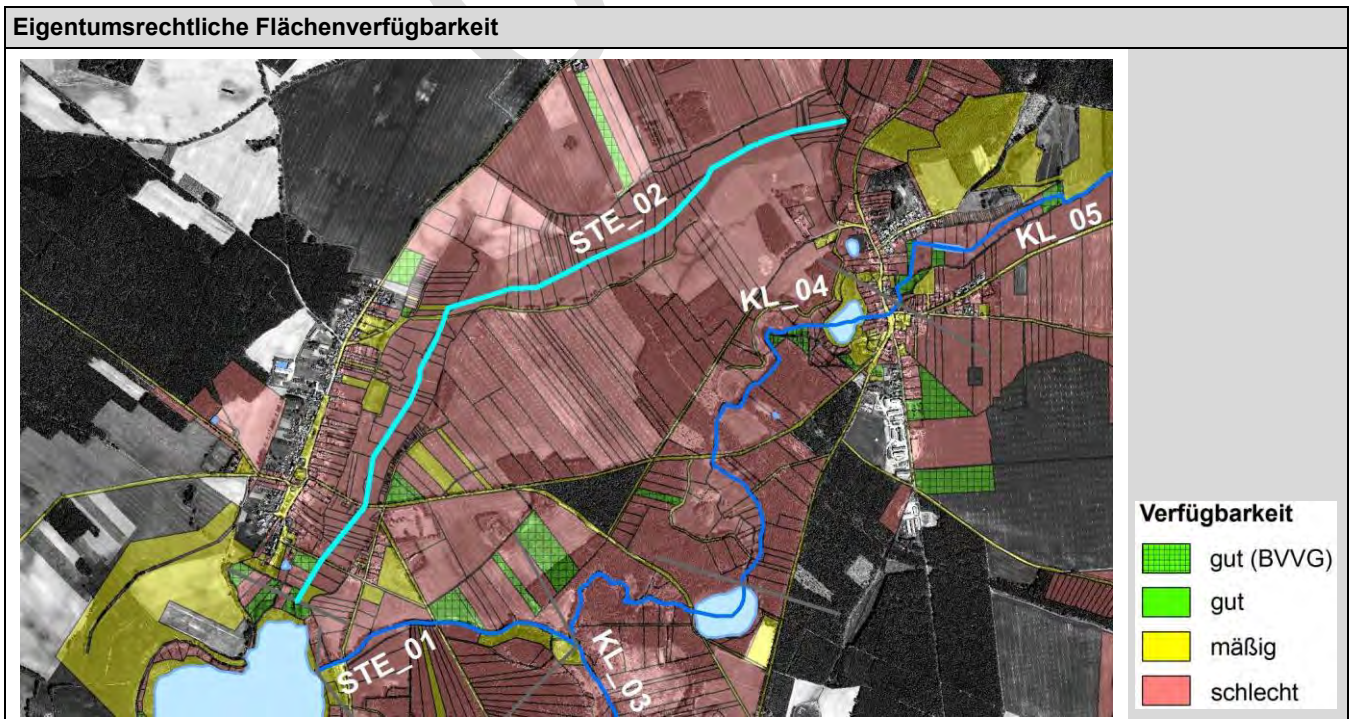 Eigentumsrechtliche Flächenverfügbarkeit
STE_02
KL_05
KL_04
STE_01
KL_03
Verfügbarkeit
gut (BVVG)
gut
mäßig
schlecht